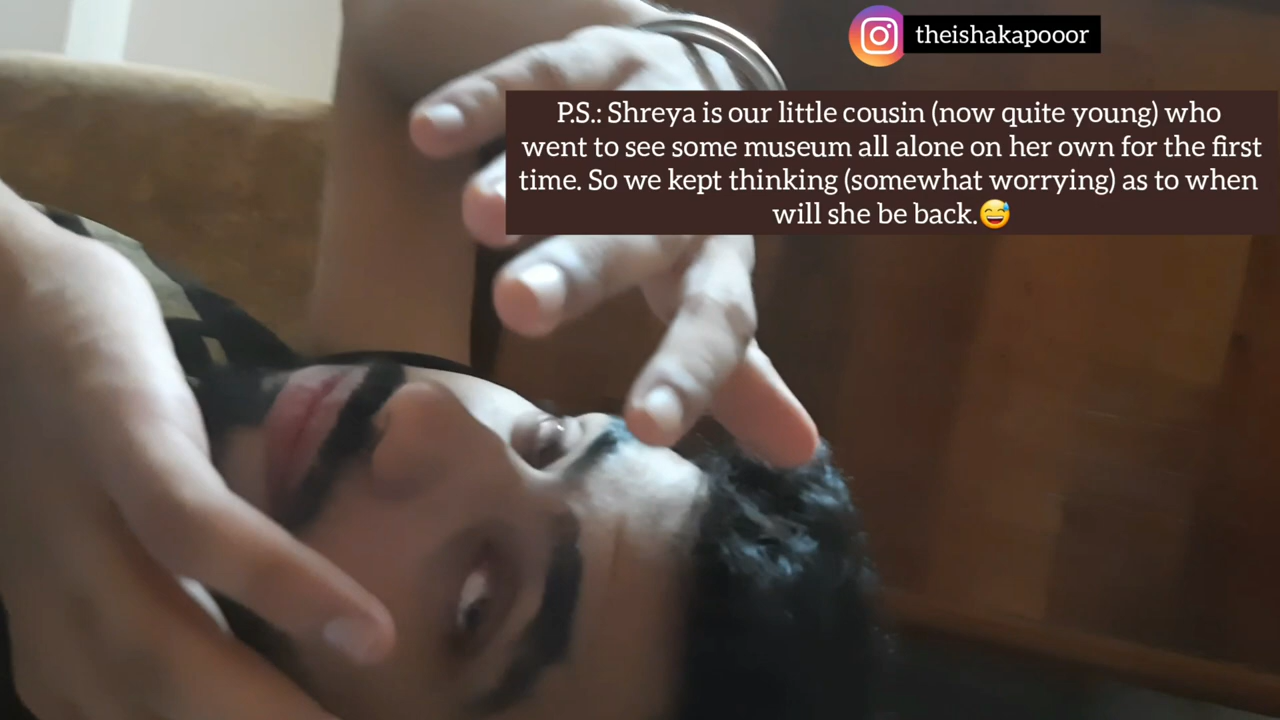 theishakapooor
P.S.: Shreya is our little cousin (now quite young) who
went to see some museum all alone on her own for the first
time. So we kept thinking (somewhat worrying) as to when
will she be back.😅